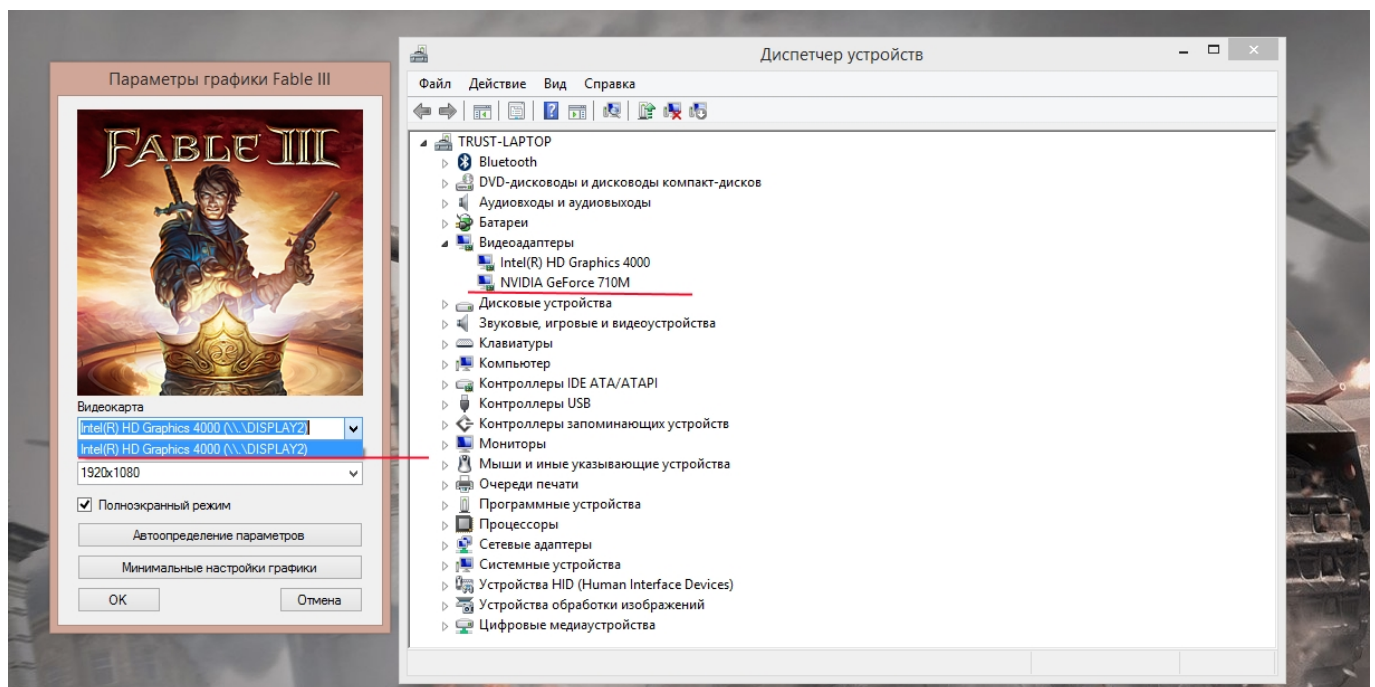 Параметры графики Fable III
FABLE III
Видеокарта
Intel(R) HD Graphics 4000 (\\.\DISPLAY2)
Intel(R) HD Graphics 4000 (\\.\DISPLAY2)
1920x1080
Полноэкранный режим
Автоопределение параметров
Минимальные настройки графики
OK
Отмена
Диспетчер устройств
Файл Действие Вид Справка
TRUST-LAPTOP
Bluetooth
DVD-дисководы и дисководы компакт-дисков
Аудиовходы и аудиовыходы
Батареи
Видеоадаптеры
Intel(R) HD Graphics 4000
NVIDIA GeForce 710M
Дисковые устройства
Звуковые, игровые и видеоустройства
Клавиатуры
Компьютер
Контроллеры IDE ATA/ATAPI
Контроллеры USB
Контроллеры запоминающих устройств
Мониторы
Мыши и иные указывающие устройства
Очереди печати
Программные устройства
Процессоры
Сетевые адаптеры
Системные устройства
Устройства HID (Human Interface Devices)
Устройства обработки изображений
Цифровые медиаустройства